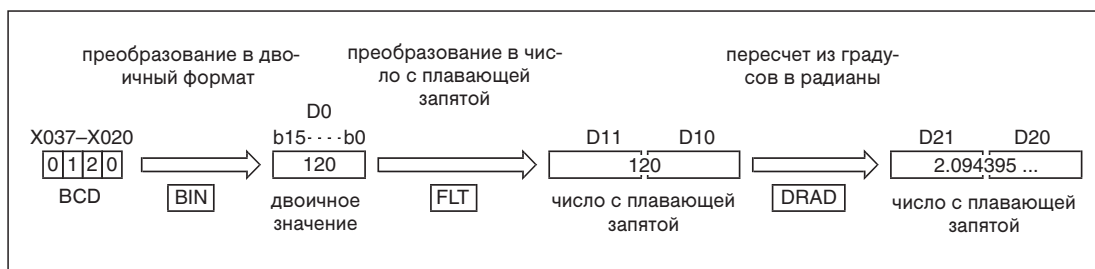 преобразование в дво-
ичный формат
преобразование в чис-
ло с плавающей
запятой
пересчет из граду-
сов в радианы
D0
X037–X020
b15- - - -b0
D11
D10
D21
D20
0 1 2 0
120
120
2.094395 ...
BCD
BIN
двоичное
значение
FLT
число с плавающей
запятой
DRAD
число с плавающей
запятой